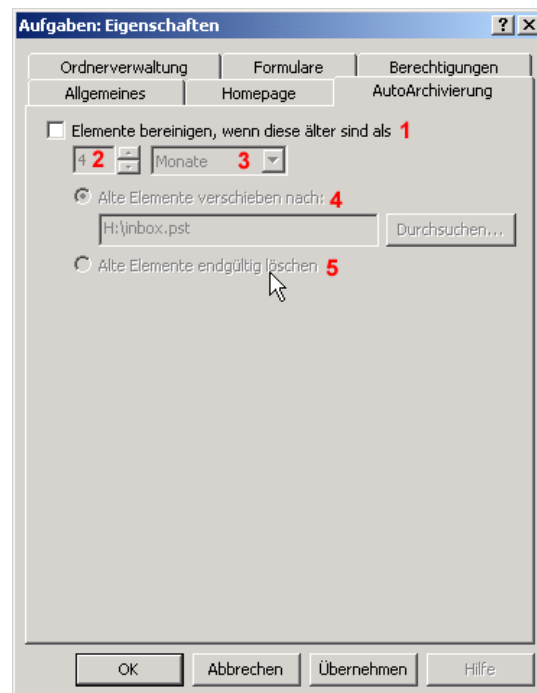 Aufgaben: Eigenschaften
Ordnerverwaltung Formulare Berechtigungen
Allgemeines Homepage AutoArchivierung
Elemente bereinigen, wenn diese älter sind als 1
4 2 Monate 3
Alte Elemente verschieben nach: 4
H:\inbox.pst Durchsuchen...
Alte Elemente endgültig löschen 5
OK Abbrechen Übernehmen Hilfe